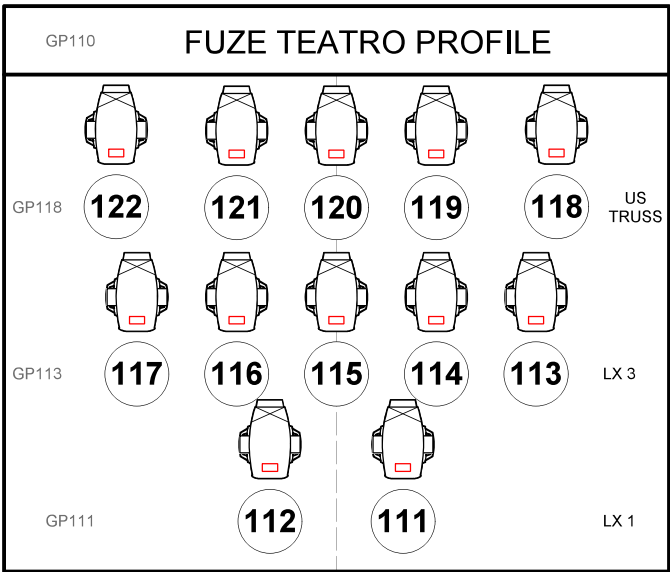 GP110 FUZE TEATRO PROFILE
GP118 122 121 120 119 118 US
TRUSS
GP113 117 116 115 114 113 LX 3
GP111 112 111 LX 1